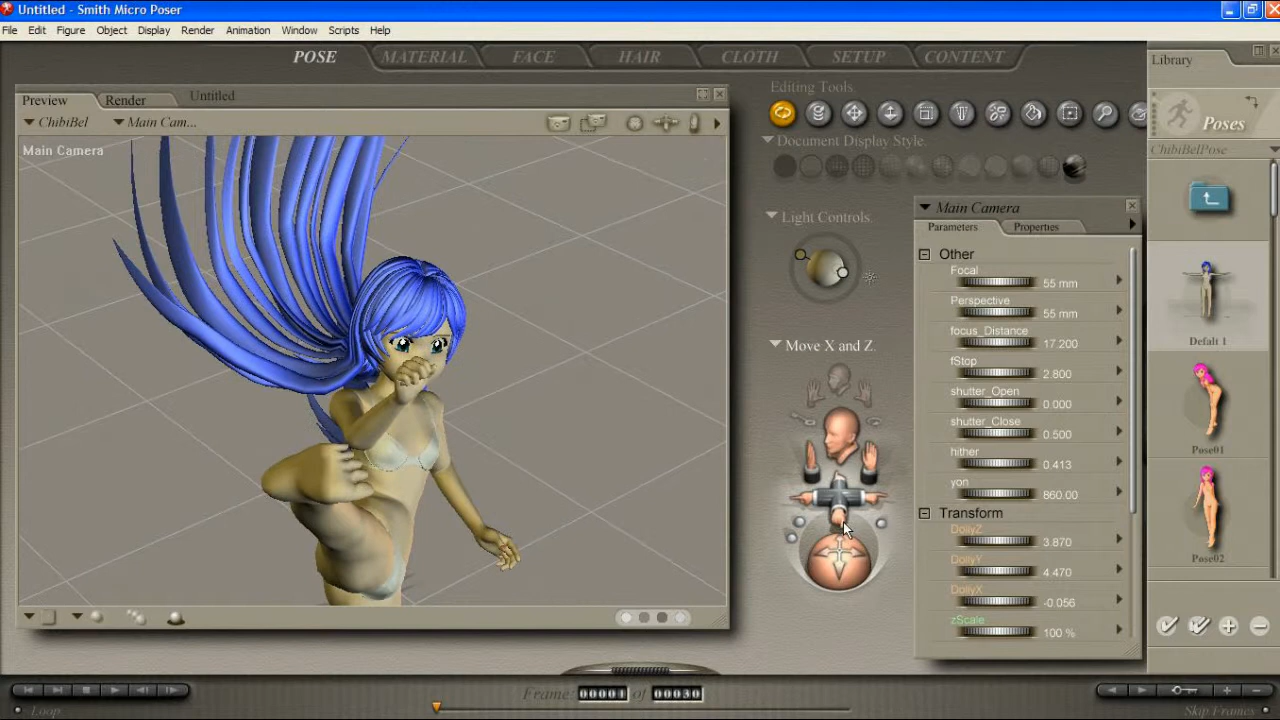 Untitled - Smith Micro Poser
File Edit Figure Object Display Render Animation Window Scripts Help
POSE MATERIAL FACE HAIR CLOTH SETUP CONTENT
Preview Render Untitled
ChibiBel Main Cam...
Main Camera
Editing Tools.
Document Display Style.
Light Controls.
Move X and Z.
Main Camera
Parameters Properties
Other
Focal
55 mm
Perspective
55 mm
focus_Distance
17.200
fStop
2.800
shutter_Open
0.000
shutter_Close
0.500
hither
0.413
yon
860.00
Transform
DollyZ
3.870
DollyY
4.470
DollyX
-0.056
zScale
100 %
Library
Poses
ChibiBelPose
Defalt 1
Pose01
Pose02
Frame: 00001 of 00030
Loop
Skip Frames